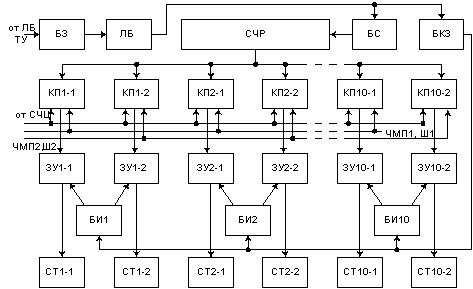 от ЛБ
ТУ
БЗ
ЛБ
СЧР
БС
БКЗ
КП1-1
КП1-2
КП2-1
КП2-2
КП10-1
КП10-2
от СЧЦ
ЧМП1, Ш1
ЧМП2,Ш2
ЗУ1-1
ЗУ1-2
ЗУ2-1
ЗУ2-2
ЗУ10-1
ЗУ10-2
БИ1
БИ2
БИ10
СТ1-1
СТ1-2
СТ2-1
СТ2-2
СТ10-1
СТ10-2